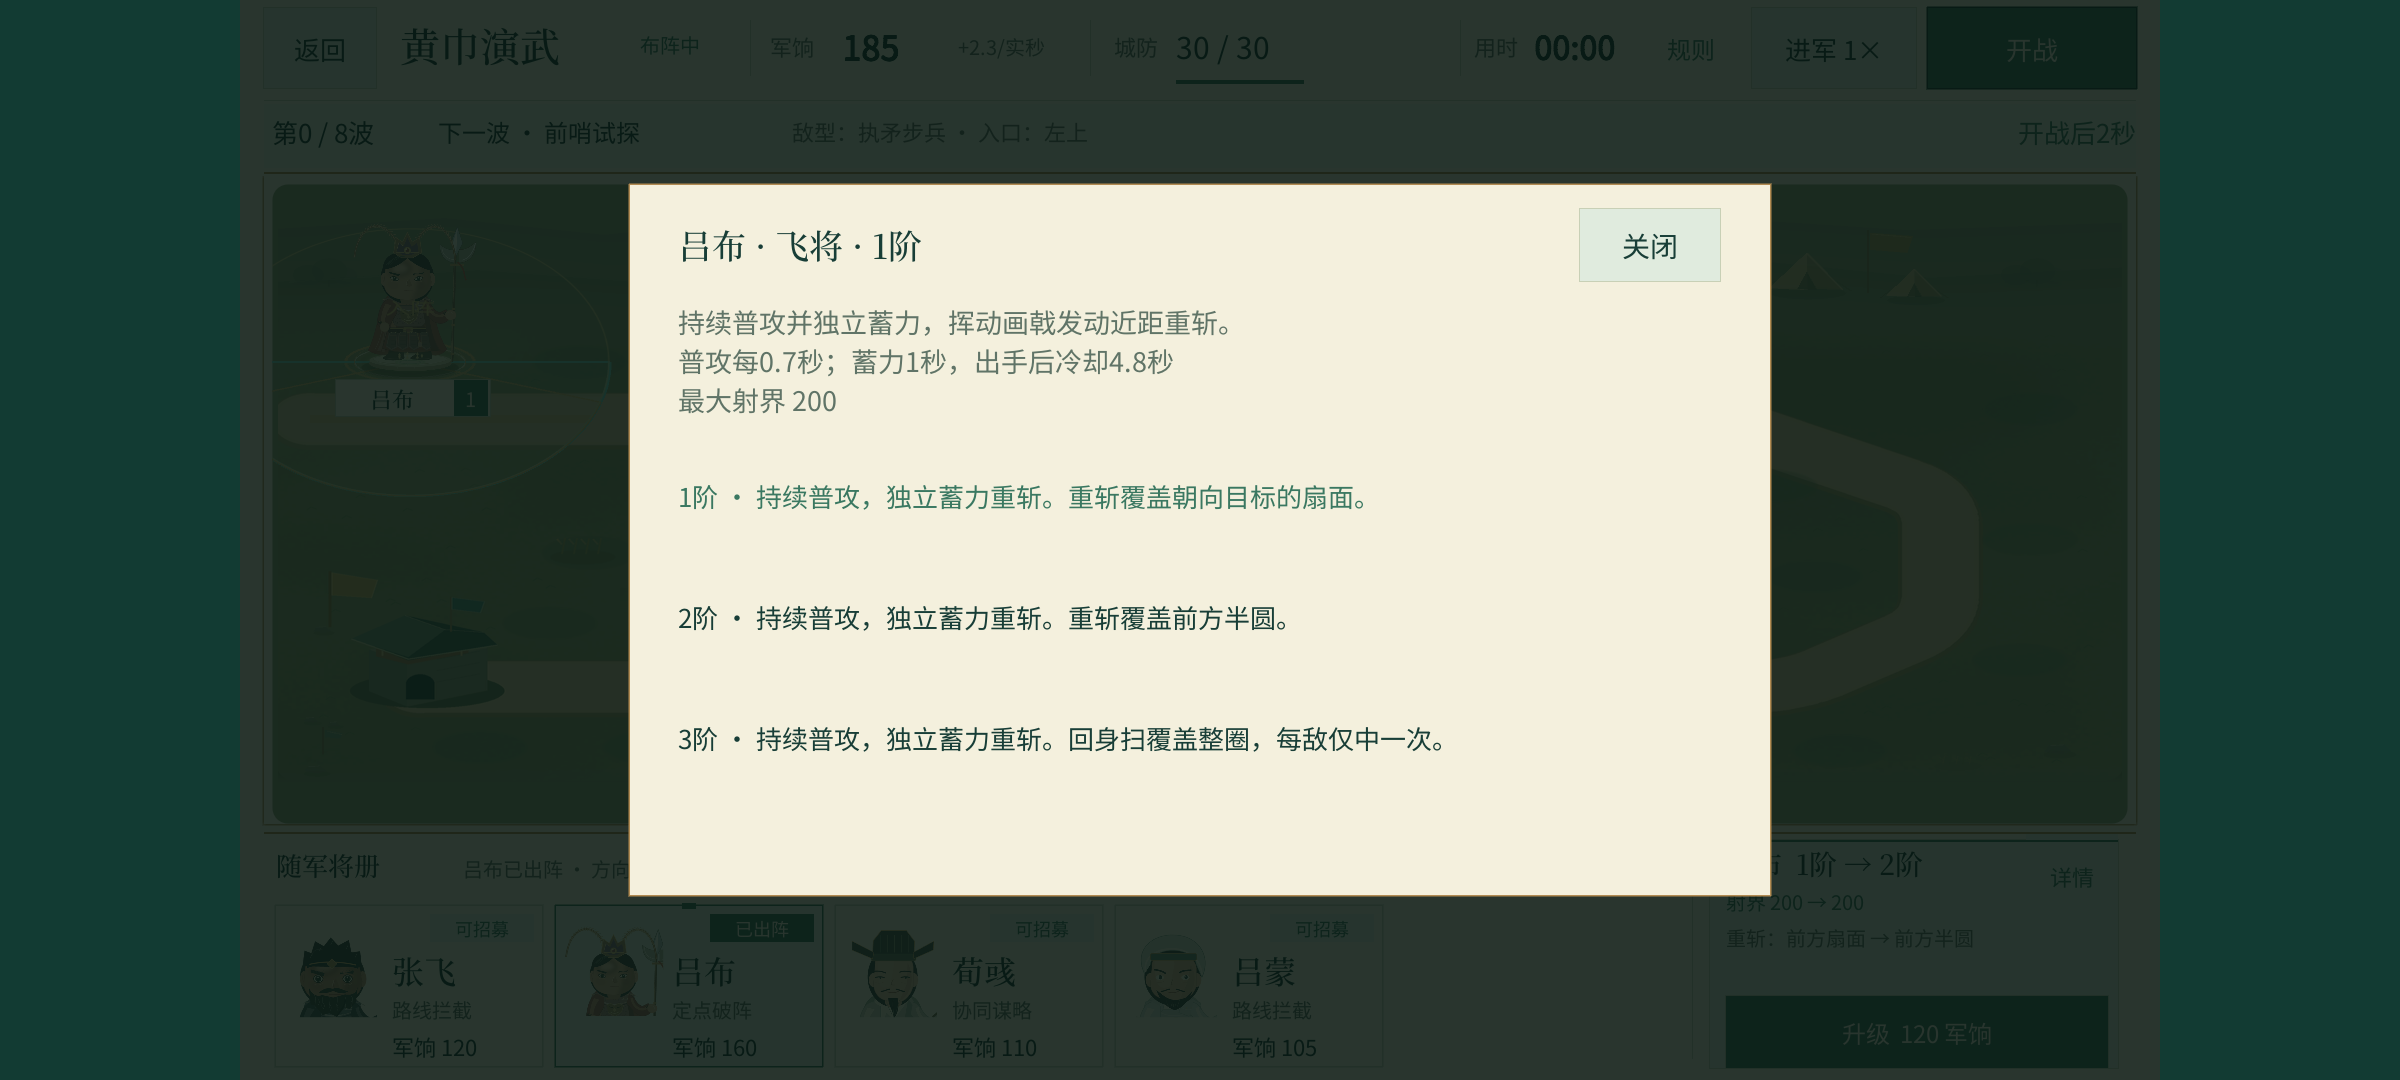 返回
黄巾演武
布阵中
军饷 185 +2.3/实秒
城防 30 / 30
用时 00:00
规则
进军 1×
开战
第0 / 8波
下一波 · 前哨试探
敌型：执矛步兵 · 入口：左上
开战后2秒
吕布 1
吕布 · 飞将 · 1阶
关闭
持续普攻并独立蓄力，挥动画戟发动近距重斩。
普攻每0.7秒；蓄力1秒，出手后冷却4.8秒
最大射界 200
1阶 · 持续普攻，独立蓄力重斩。重斩覆盖朝向目标的扇面。
2阶 · 持续普攻，独立蓄力重斩。重斩覆盖前方半圆。
3阶 · 持续普攻，独立蓄力重斩。回身扫覆盖整圈，每敌仅中一次。
随军将册
吕布已出阵 · 方向
可招募
张飞
路线拦截
军饷 120
已出阵
吕布
定点破阵
军饷 160
可招募
荀彧
协同谋略
军饷 110
可招募
吕蒙
路线拦截
军饷 105
布 1阶 → 2阶
详情
射界 200 → 200
重斩：前方扇面 → 前方半圆
升级 120 军饷